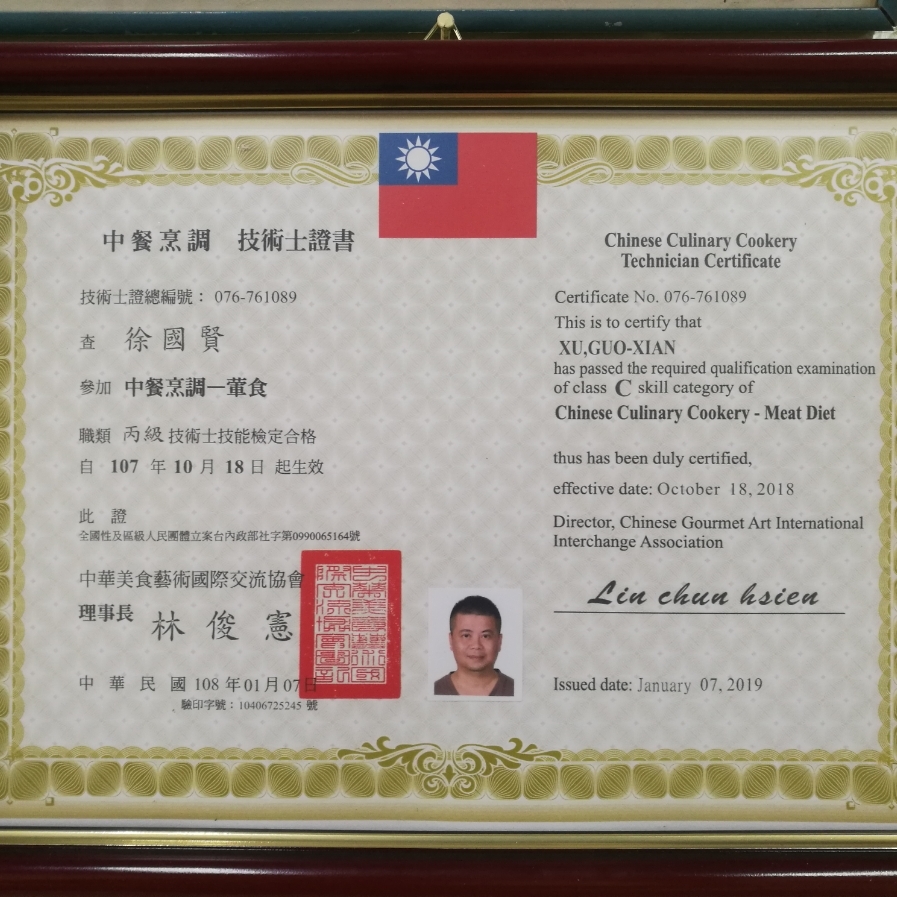 中餐烹調 技術士證書
技術士證總編號： 076-761089
查 徐國賢
參加 中餐烹調—葷食
職類 丙級技術士技能檢定合格
自 107 年 10 月 18 日 起生效
此 證
全國性及區級人民團體立案台內政部社字第0990065164號
中華美食藝術國際交流協會
理事長 林俊憲
中 華 民 國 108 年 01 月 07 日
驗印字號：10406725245 號
Chinese Culinary Cookery
Technician Certificate
Certificate No. 076-761089
This is to certify that
XU,GUO-XIAN
has passed the required qualification examination
of class C skill category of
Chinese Culinary Cookery - Meat Diet
thus has been duly certified,
effective date: October 18, 2018
Director, Chinese Gourmet Art International
Interchange Association
Lin chun hsien
Issued date: January 07, 2019